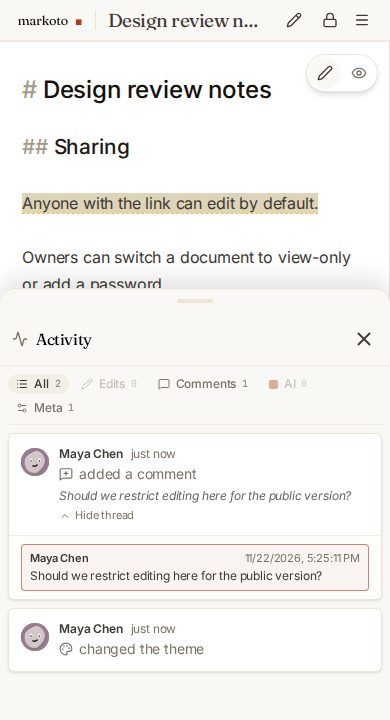 markoto
Design review n...
# Design review notes
## Sharing
Anyone with the link can edit by default.
Owners can switch a document to view-only
or add a password
Activity
All 2 Edits 0 Comments 1 AI 0
Meta 1
Maya Chen just now
added a comment
Should we restrict editing here for the public version?
Hide thread
Maya Chen 11/22/2026, 5:25:11 PM
Should we restrict editing here for the public version?
Maya Chen just now
changed the theme